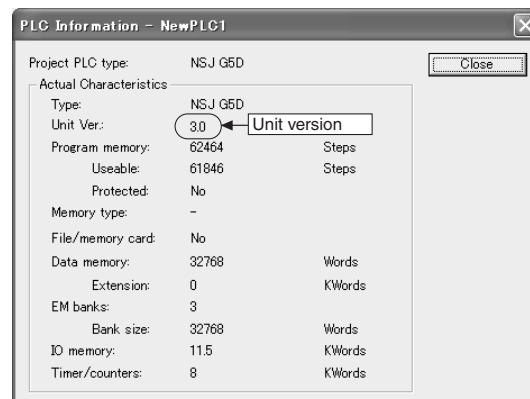 PLC Information - NewPLC1
Project PLC type: NSJ G5D Close
Actual Characteristics
Type: NSJ G5D
Unit Ver.: 3.0 Unit version
Program memory: 62464 Steps
Useable: 61846 Steps
Protected: No
Memory type: -
File/memory card: No
Data memory: 32768 Words
Extension: 0 KWords
EM banks: 3
Bank size: 32768 Words
IO memory: 11.5 KWords
Timer/counters: 8 KWords